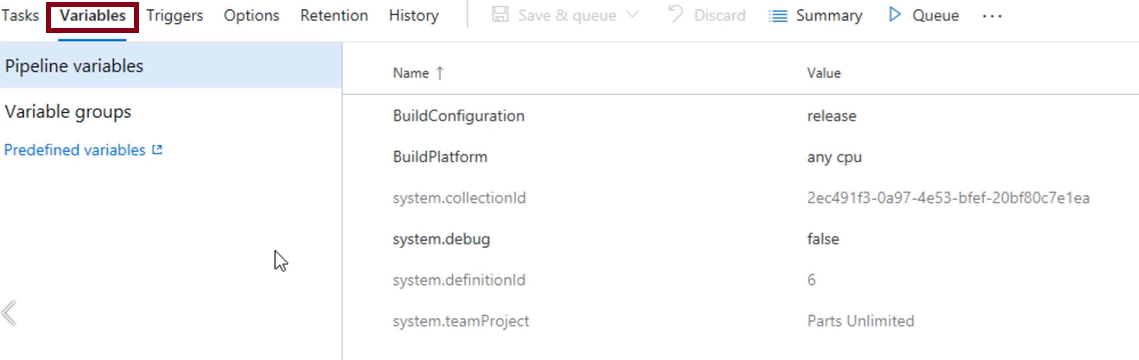 Tasks Variables Triggers Options Retention History Save & queue Discard Summary Queue ...
Pipeline variables
Variable groups
Predefined variables
Name ↑ Value
BuildConfiguration release
BuildPlatform any cpu
system.collectionId 2ec491f3-0a97-4e53-bfef-20bf80c7e1ea
system.debug false
system.definitionId 6
system.teamProject Parts Unlimited